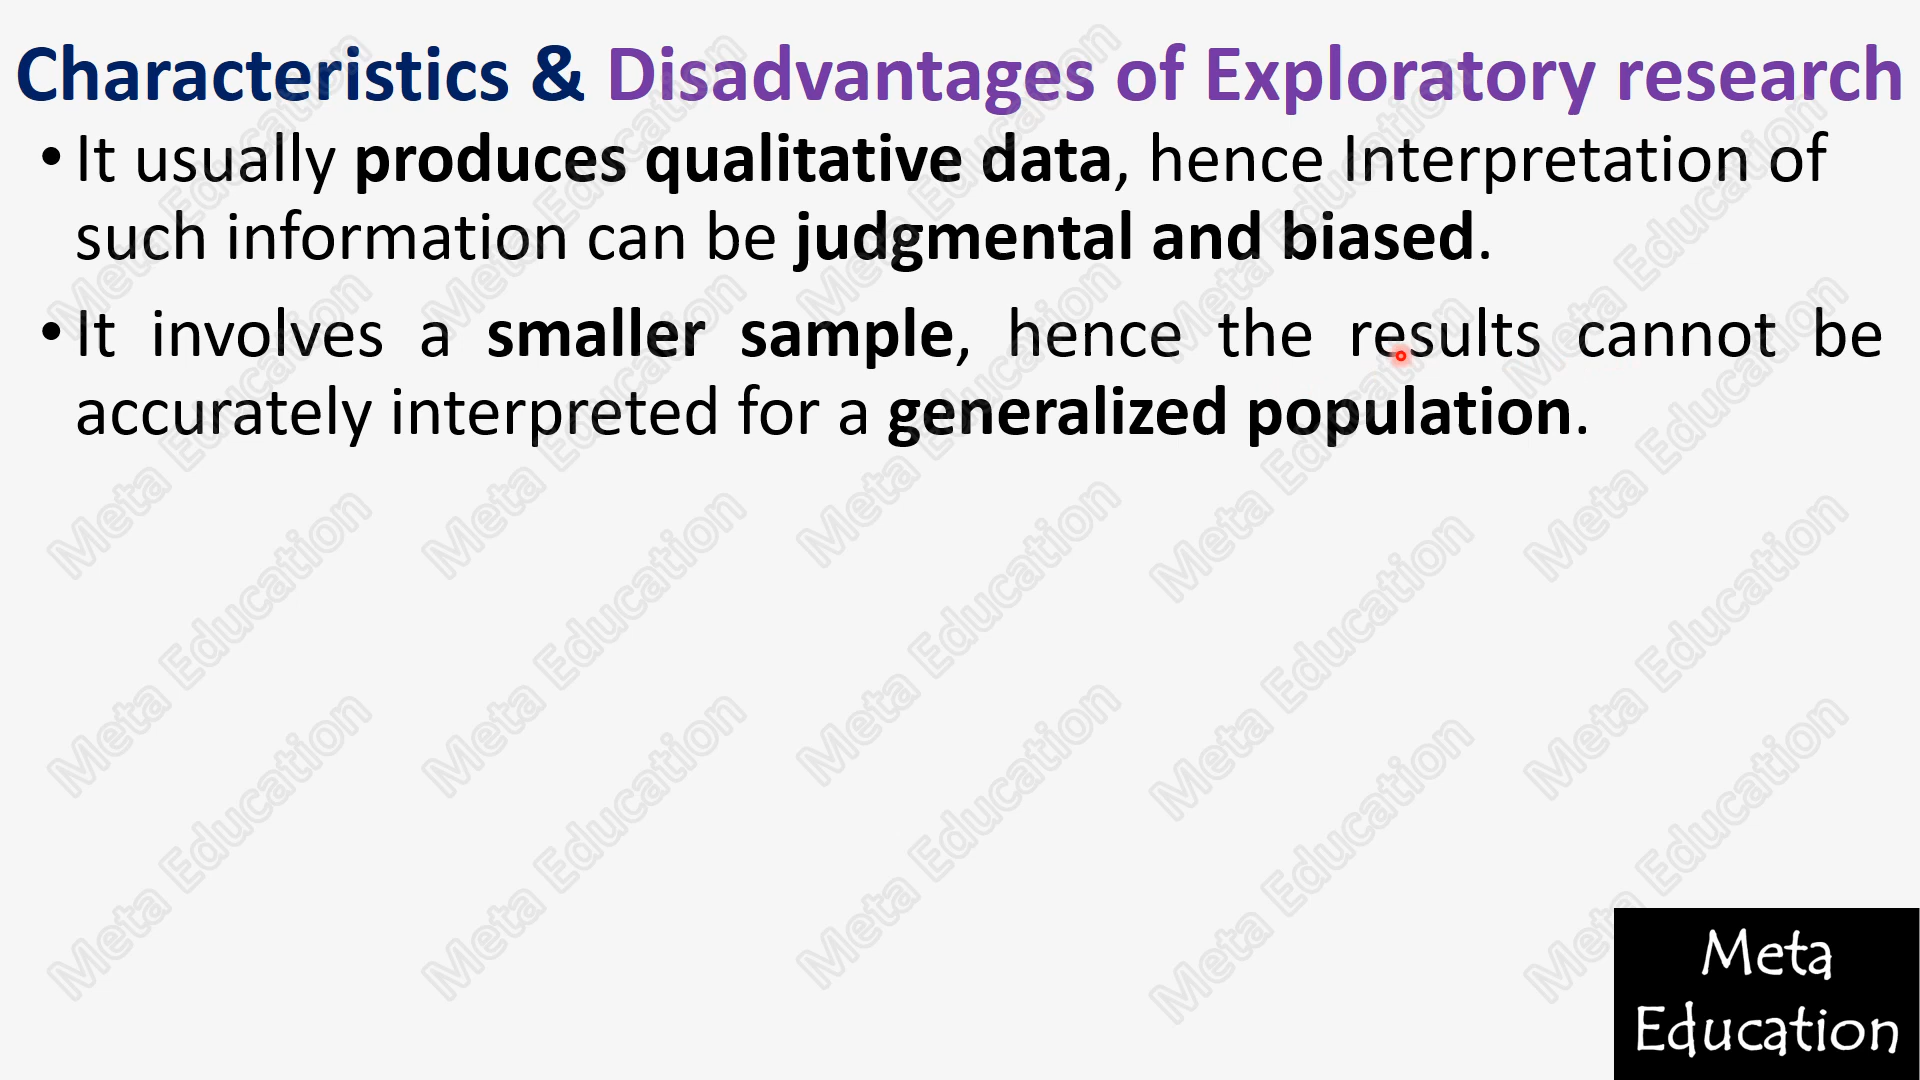 Characteristics & Disadvantages of Exploratory research
• It usually produces qualitative data, hence Interpretation of
such information can be judgmental and biased.
• It involves a smaller sample, hence the results cannot be
accurately interpreted for a generalized population.
Meta
Education